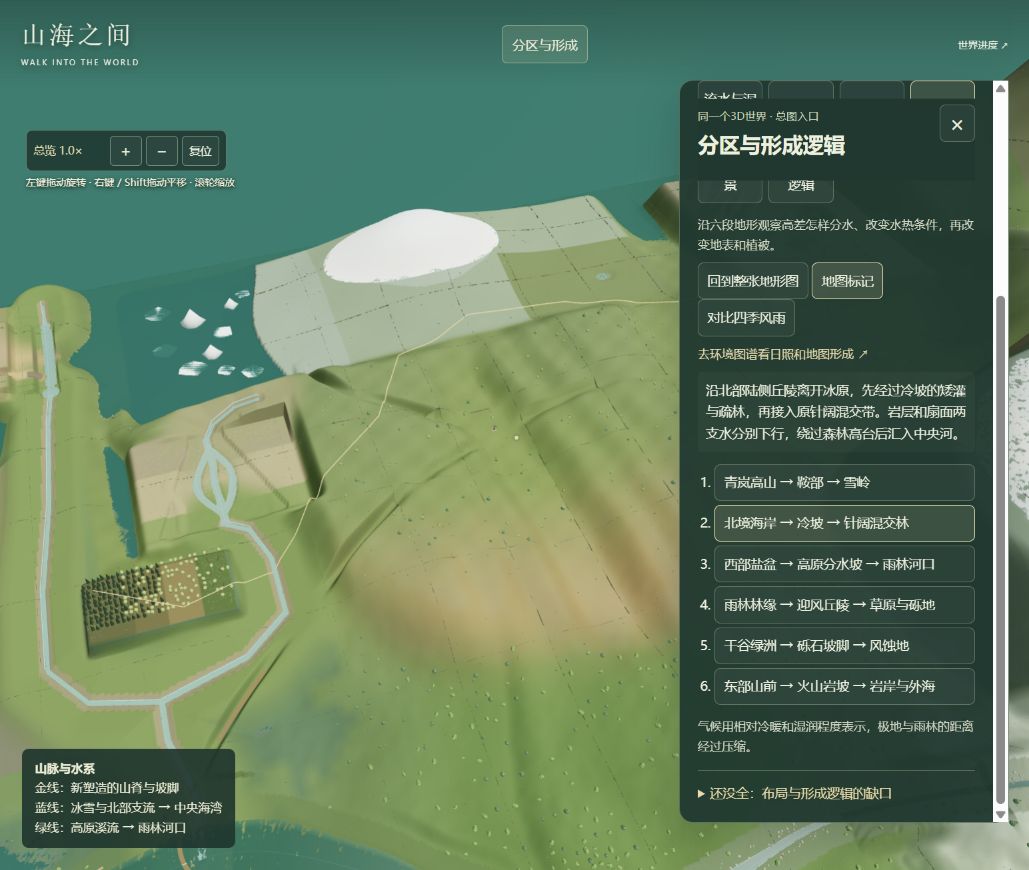 山海之间
WALK INTO THE WORLD
分区与形成
世界进度 ↗
总览 1.0×
+
−
复位
左键拖动旋转 · 右键 / Shift拖动平移 · 滚轮缩放
流水与泥
同一个3D世界 · 总图入口
分区与形成逻辑
×
景
逻辑
沿六段地形观察高差怎样分水、改变水热条件，再改
变地表和植被。
回到整张地形图
地图标记
对比四季风雨
去环境图谱看日照和地图形成 ↗
沿北部陆侧丘陵离开冰原，先经过冷坡的矮灌
与疏林，再接入原针阔混交带。岩层和扇面两
支水分别下行，绕过森林高台后汇入中央河。
1. 青岚高山 → 鞍部 → 雪岭
2. 北境海岸 → 冷坡 → 针阔混交林
3. 西部盐盆 → 高原分水坡 → 雨林河口
4. 雨林林缘 → 迎风丘陵 → 草原与砾地
5. 干谷绿洲 → 砾石坡脚 → 风蚀地
6. 东部山前 → 火山岩坡 → 岩岸与外海
气候用相对冷暖和湿润程度表示，极地与雨林的距离
经过压缩。
▶ 还没全：布局与形成逻辑的缺口
山脉与水系
金线：新塑造的山脊与坡脚
蓝线：冰雪与北部支流 → 中央海湾
绿线：高原溪流 → 雨林河口